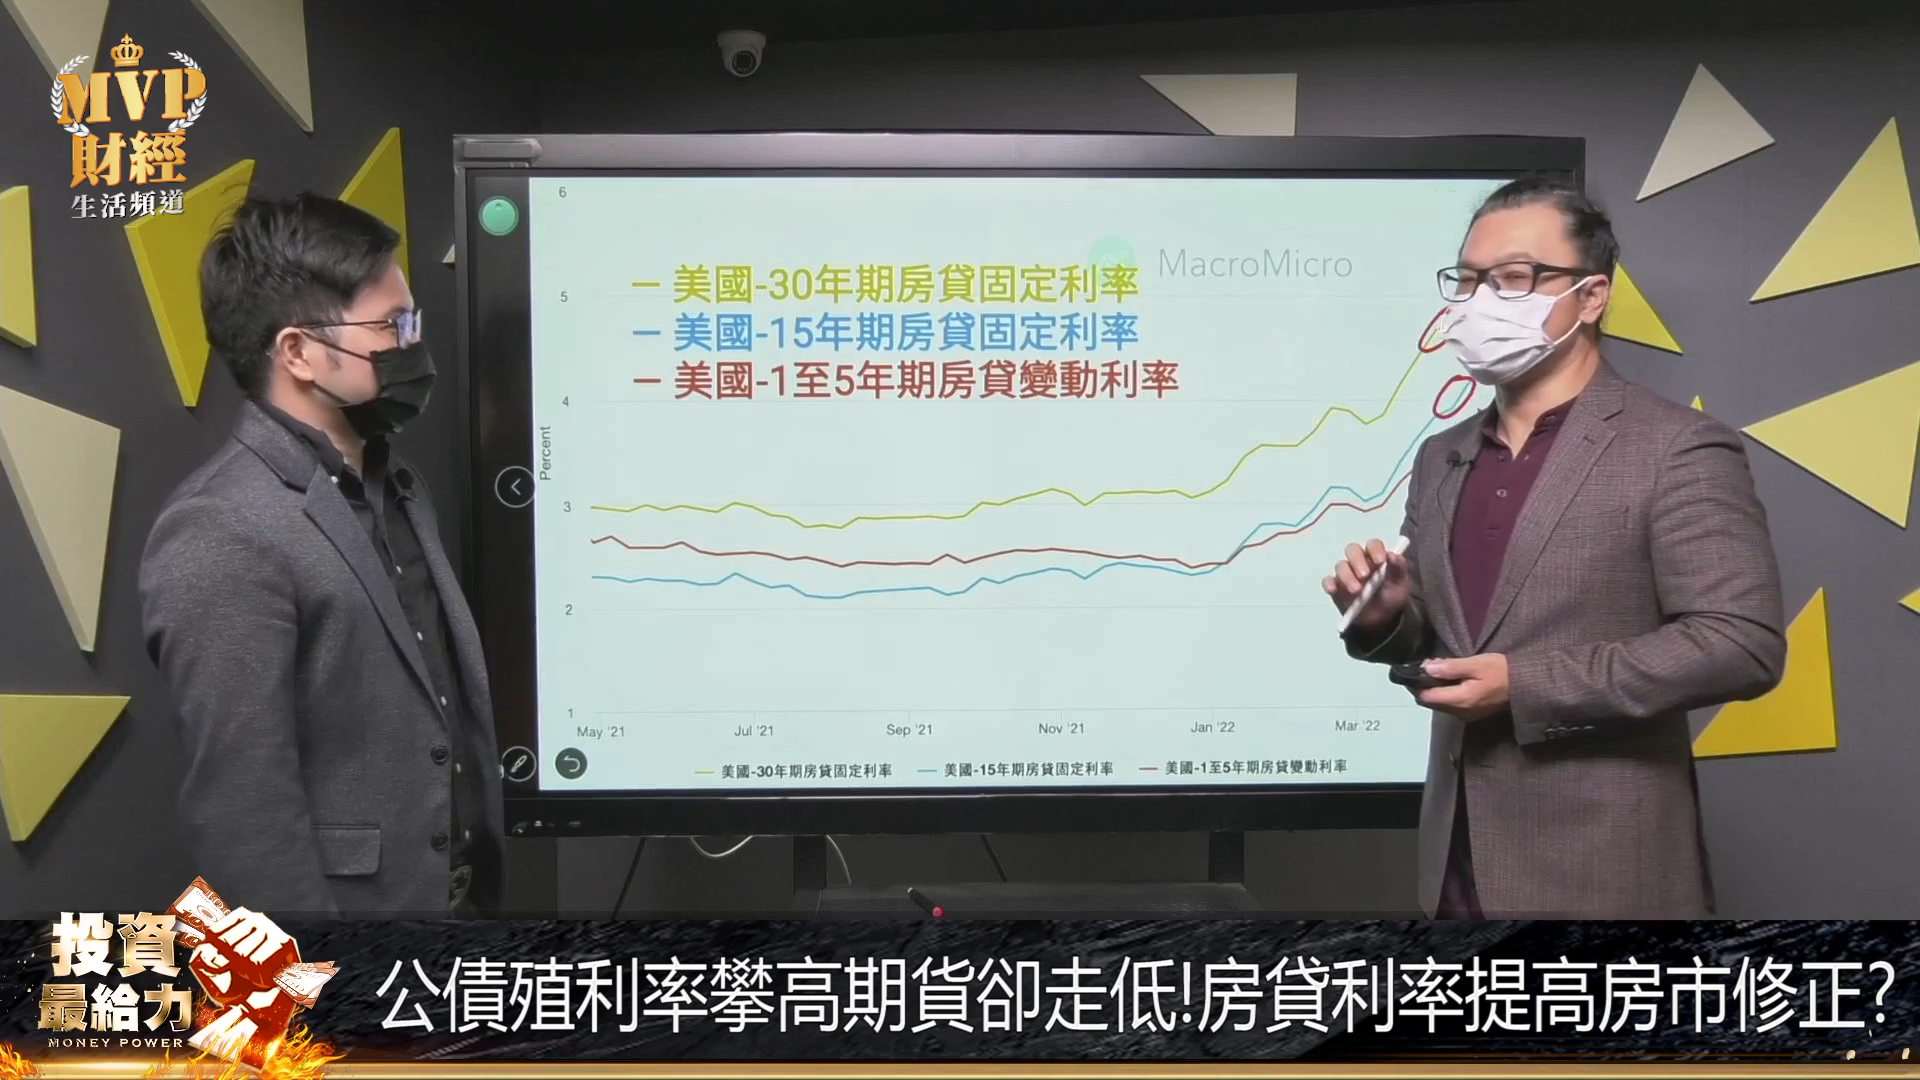 MVP
財經
生活頻道
MacroMicro
美國-30年期房貸固定利率
美國-15年期房貸固定利率
美國-1至5年期房貸變動利率
6
5
4
3
2
1
Percent
May '21
Jul '21
Sep '21
Nov '21
Jan '22
Mar '22
美國-30年期房貸固定利率
美國-15年期房貸固定利率
美國-1至5年期房貸變動利率
投資
最給力
MONEY POWER
公債殖利率攀高期貨卻走低!房貸利率提高房市修正?